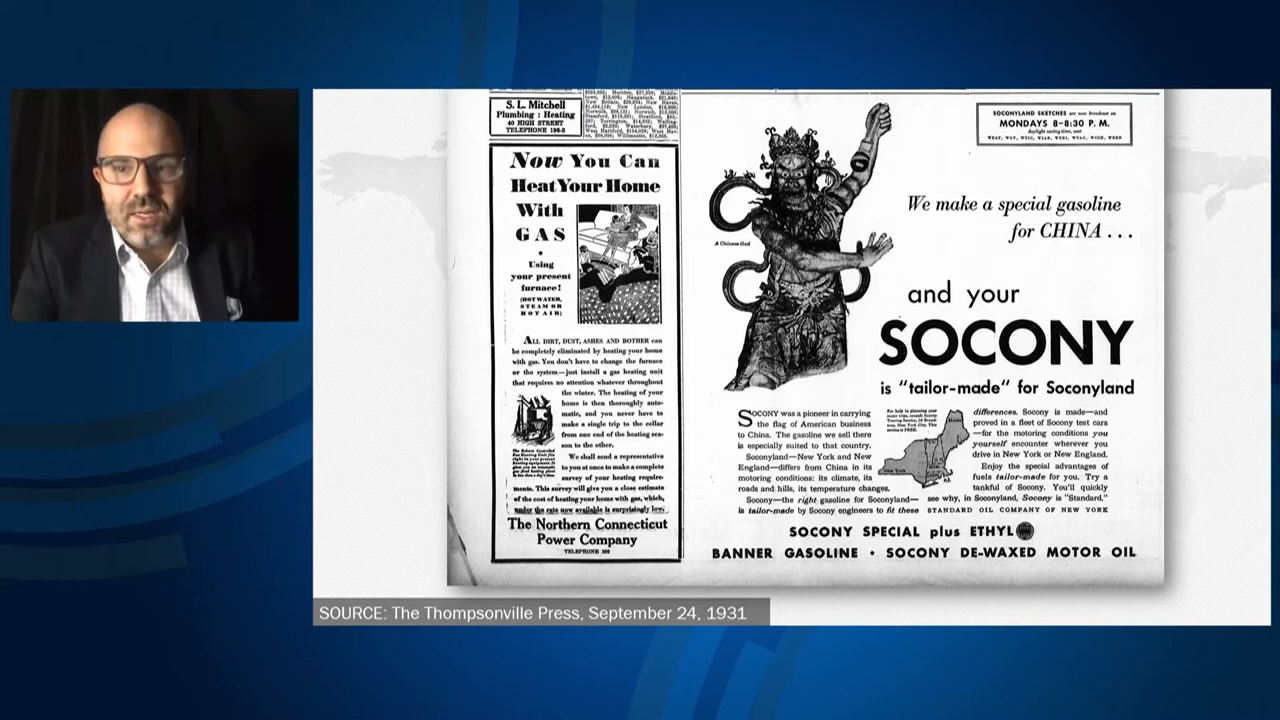 S. L. Mitchell
Plumbing : Heating
40 HIGH STREET
TELEPHONE 196-5
Now You Can
Heat Your Home
With
GAS
Using
your present
furnace!
(HOT WATER,
STEAM OR
HOT AIR)
ALL DIRT, DUST, ASHES AND BOTHER can
be completely eliminated by heating your home
with gas. You don't have to change the furnace
or the system—just install a gas heating unit
that requires no attention whatever throughout
the winter. The heating of your
home is then thoroughly auto-
matic, and you never have to
make a single trip to the cellar
from one end of the heating sea-
son to the other.
We shall send a representative
to you at once to make a complete
survey of your heating require-
ments. This survey will give you a close estimate
of the cost of heating your home with gas, which,
under the rate now available is surprisingly low.
The Northern Connecticut
Power Company
A Chinese God
SOCONYLAND SKETCHES are now broadcast on
MONDAYS 8-8:30 P. M.
daylight saving time, over
We make a special gasoline
for CHINA . . .
and your
SOCONY
is "tailor-made" for Soconyland
SOCONY was a pioneer in carrying
the flag of American business
to China. The gasoline we sell there
is especially suited to that country.
Soconyland—New York and New
England—differs from China in its
motoring conditions: its climate, its
roads and hills, its temperature changes.
Socony—the right gasoline for Soconyland—
is tailor-made by Socony engineers to fit these
New York
differences. Socony is made—and
proved in a fleet of Socony test cars
—for the motoring conditions you
yourself encounter wherever you
drive in New York or New England.
Enjoy the special advantages of
fuels tailor-made for you. Try a
tankful of Socony. You'll quickly
see why, in Soconyland, Socony is "Standard."
STANDARD OIL COMPANY OF NEW YORK
SOCONY SPECIAL plus ETHYL
BANNER GASOLINE • SOCONY DE-WAXED MOTOR OIL
SOURCE: The Thompsonville Press, September 24, 1931